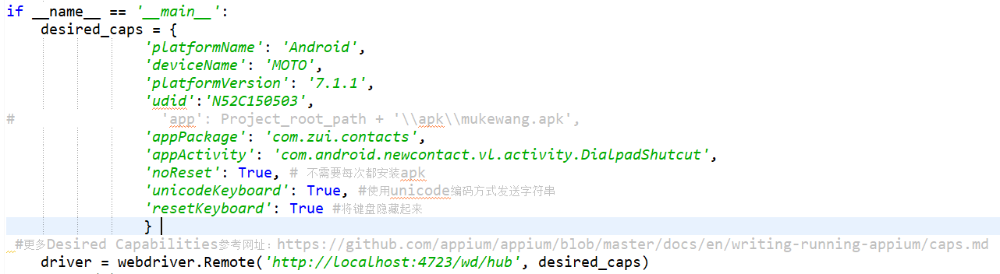 if __name__ == '__main__':
    desired_caps = {
                'platformName': 'Android',
                'deviceName': 'MOTO',
                'platformVersion': '7.1.1',
                'udid':'N52C150503',
#                 'app': Project_root_path + '\\apk\\mukewang.apk',
                'appPackage': 'com.zui.contacts',
                'appActivity': 'com.android.newcontact.vl.activity.DialpadShutcut',
                'noReset': True, # 不需要每次都安装apk
                'unicodeKeyboard': True, #使用unicode编码方式发送字符串
                'resetKeyboard': True #将键盘隐藏起来
                }
 #更多Desired Capabilities参考网址：https://github.com/appium/appium/blob/master/docs/en/writing-running-appium/caps.md
    driver = webdriver.Remote('http://localhost:4723/wd/hub', desired_caps)